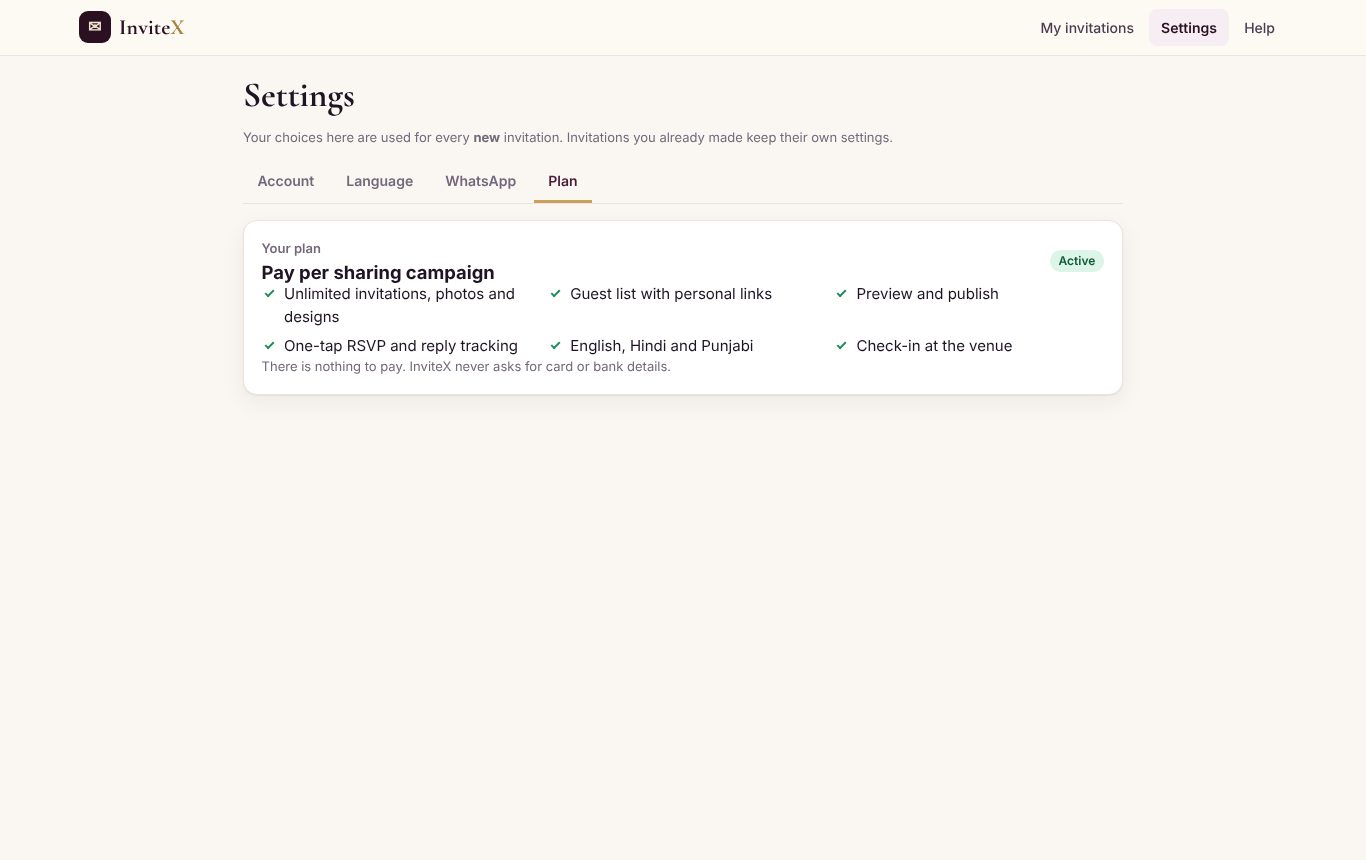 ✉ InviteX
My invitations
Settings
Help
Settings
Your choices here are used for every new invitation. Invitations you already made keep their own settings.
Account
Language
WhatsApp
Plan
Your plan
Pay per sharing campaign
Active
✓ Unlimited invitations, photos and
designs
✓ Guest list with personal links
✓ Preview and publish
✓ One-tap RSVP and reply tracking
✓ English, Hindi and Punjabi
✓ Check-in at the venue
There is nothing to pay. InviteX never asks for card or bank details.